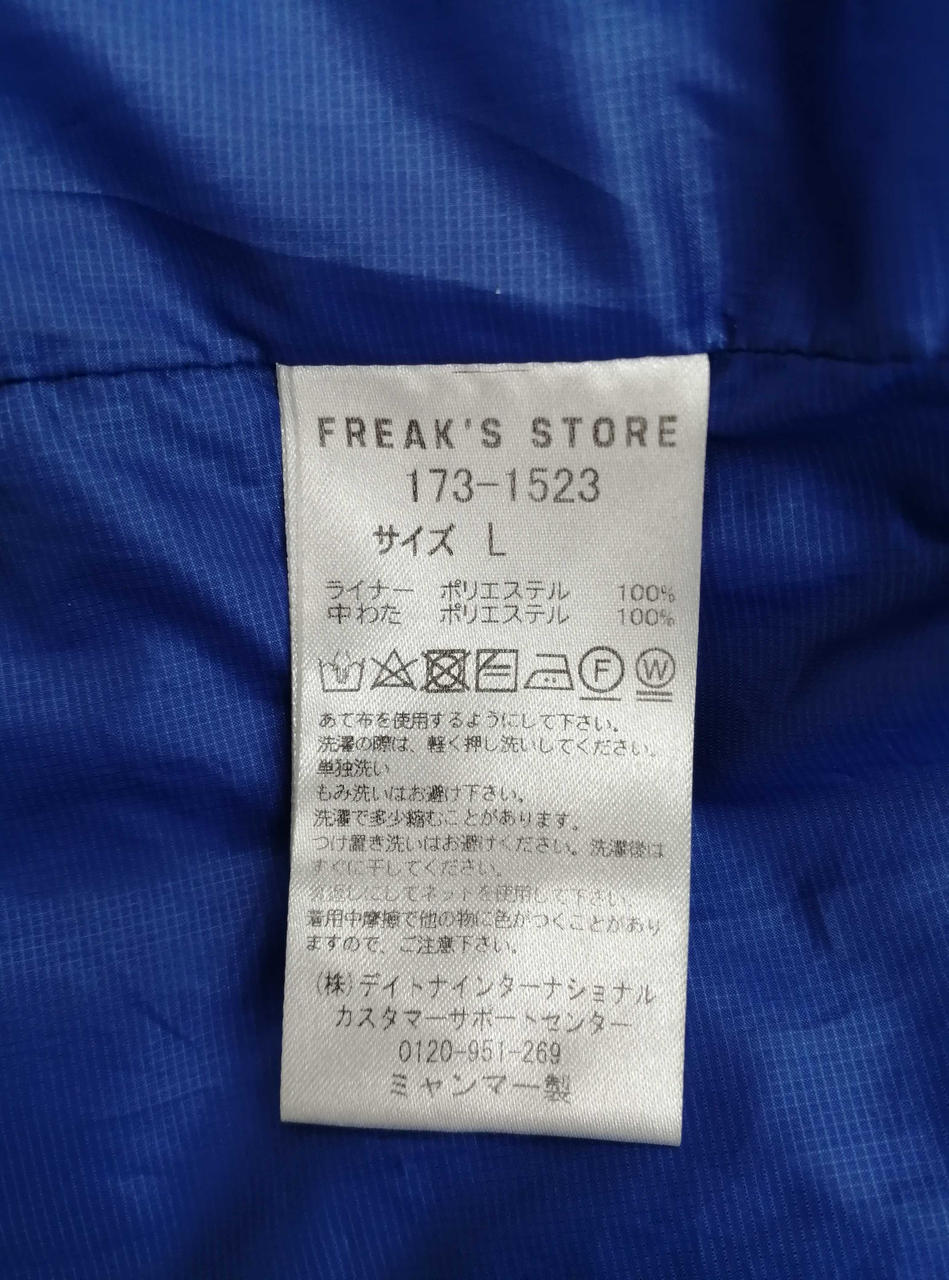 FREAK'S STORE
173-1523
サイズ L
ライナー ポリエステル 100%
中わた ポリエステル 100%
F W
あて布を使用するようにして下さい。
洗濯の際は、軽く押し洗いしてください。
単独洗い
もみ洗いはお避け下さい。
洗濯で多少縮むことがあります。
つけ置き洗いはお避けください。洗濯後は
すぐに干してください。
裏返しにしてネットを使用して下さい。
着用中摩擦で他の物に色がつくことがあり
ますので、ご注意下さい。
(株)デイトナインターナショナル
カスタマーサポートセンター
0120-951-269
ミャンマー製